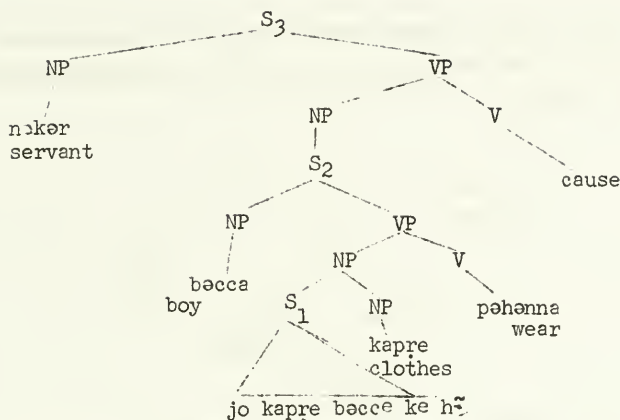 S3
NP VP
nɔkər NP V
servant
S2 cause
NP VP
bəcca NP V
boy
S1 NP pəhənna
wear
kapre
clothes
jo kapre bəcce ke